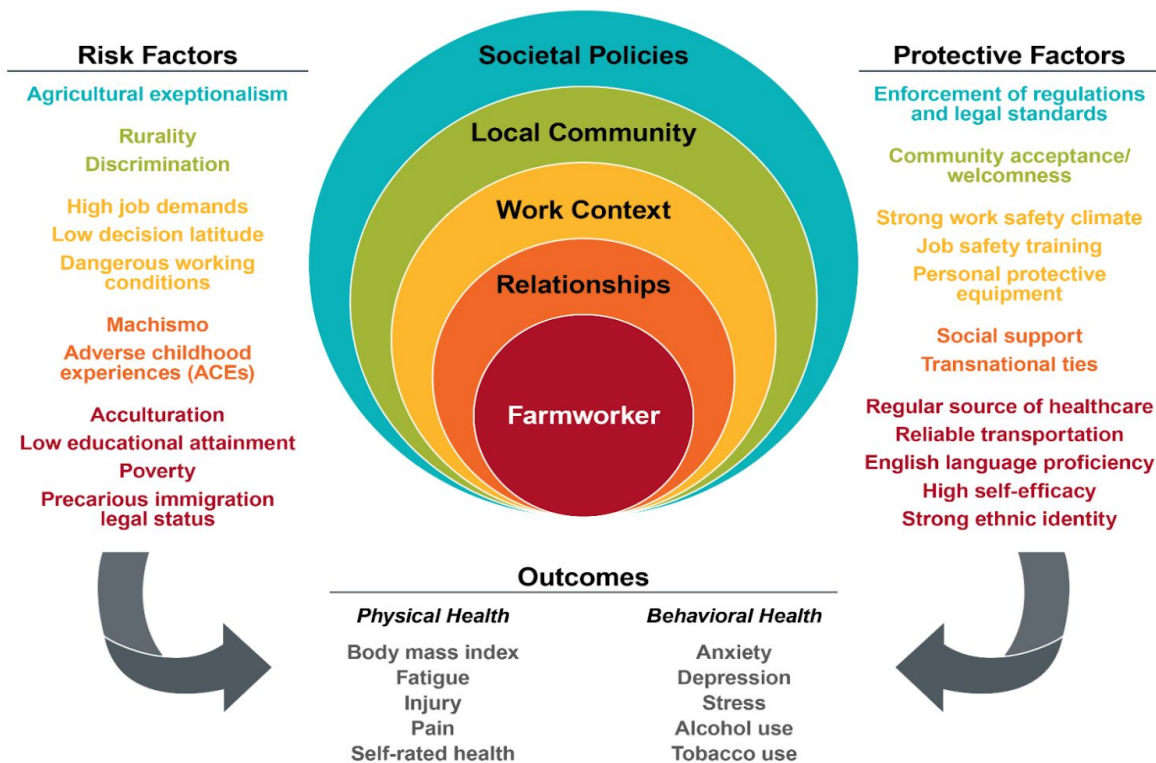 Risk Factors
Agricultural exeptionalism
Rurality
Discrimination
High job demands
Low decision latitude
Dangerous working
conditions
Machismo
Adverse childhood
experiences (ACEs)
Acculturation
Low educational attainment
Poverty
Precarious immigration
legal status
Societal Policies
Local Community
Work Context
Relationships
Farmworker
Protective Factors
Enforcement of regulations
and legal standards
Community acceptance/
welcomness
Strong work safety climate
Job safety training
Personal protective
equipment
Social support
Transnational ties
Regular source of healthcare
Reliable transportation
English language proficiency
High self-efficacy
Strong ethnic identity
Outcomes
Physical Health
Body mass index
Fatigue
Injury
Pain
Self-rated health
Behavioral Health
Anxiety
Depression
Stress
Alcohol use
Tobacco use